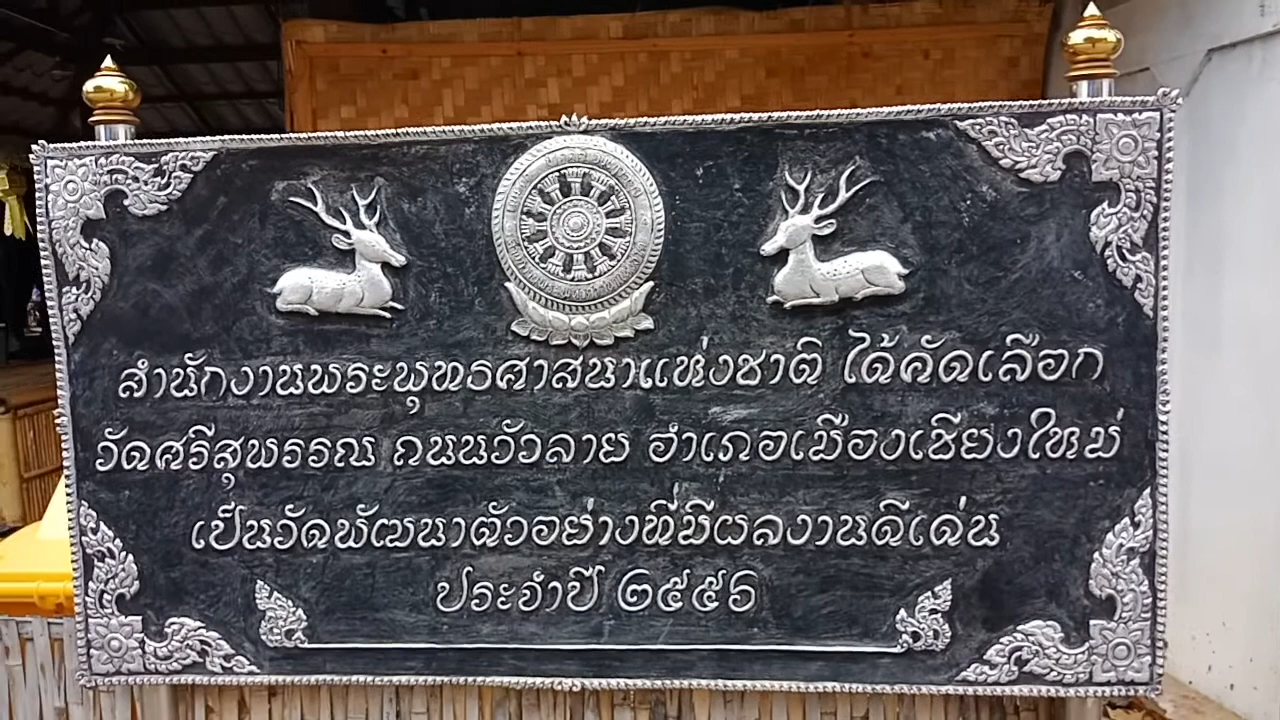 สำนักงานพระพุทธศาสนาแห่งชาติ ได้คัดเลือก
วัดศรีสุพรรณ ถนนวัวลาย อำเภอเมืองเชียงใหม่
เป็นวัดพัฒนาตัวอย่างที่มีผลงานดีเด่น
ประจำปี ๒๕๕๖